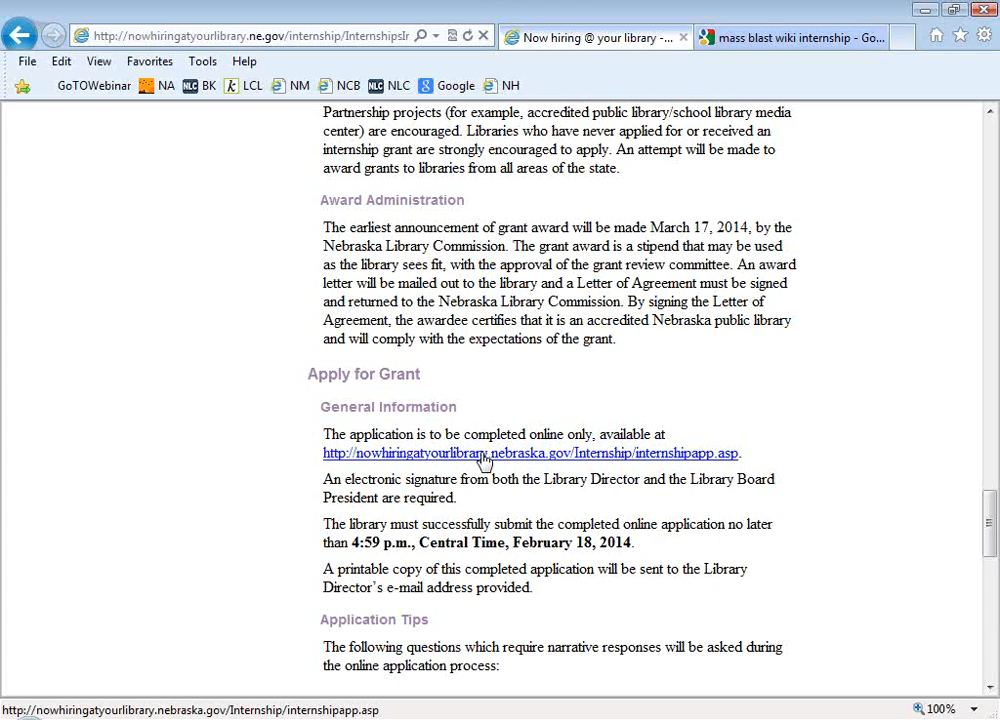 http://nowhiringatyourlibrary.ne.gov/internship/InternshipsIr
Now hiring @ your library -...
mass blast wiki internship - Go...
File Edit View Favorites Tools Help
GoTOWebinar NA NLC BK k LCL NM NCB NLC NLC 8 Google NH
Partnership projects (for example, accredited public library/school library media
center) are encouraged. Libraries who have never applied for or received an
internship grant are strongly encouraged to apply. An attempt will be made to
award grants to libraries from all areas of the state.
Award Administration
The earliest announcement of grant award will be made March 17, 2014, by the
Nebraska Library Commission. The grant award is a stipend that may be used
as the library sees fit, with the approval of the grant review committee. An award
letter will be mailed out to the library and a Letter of Agreement must be signed
and returned to the Nebraska Library Commission. By signing the Letter of
Agreement, the awardee certifies that it is an accredited Nebraska public library
and will comply with the expectations of the grant.
Apply for Grant
General Information
The application is to be completed online only, available at
http://nowhiringatyourlibrary.nebraska.gov/Internship/internshipapp.asp.
An electronic signature from both the Library Director and the Library Board
President are required.
The library must successfully submit the completed online application no later
than 4:59 p.m., Central Time, February 18, 2014.
A printable copy of this completed application will be sent to the Library
Director's e-mail address provided.
Application Tips
The following questions which require narrative responses will be asked during
the online application process:
http://nowhiringatyourlibrary.nebraska.gov/Internship/internshipapp.asp
100%